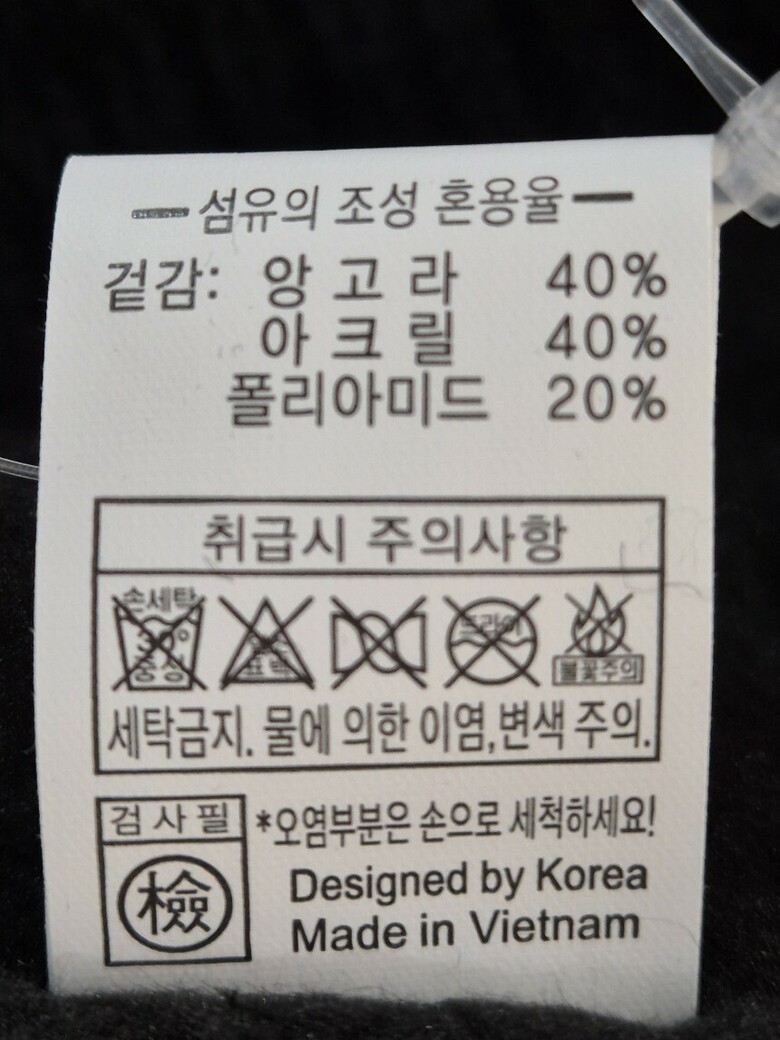 섬유의 조성 혼용율
겉감: 앙고라 40%
아크릴 40%
폴리아미드 20%
취급시 주의사항
손세탁
30°
중성
표백
드라이
불꽃주의
세탁금지. 물에 의한 이염, 변색 주의.
검사필
檢
*오염부분은 손으로 세척하세요!
Designed by Korea
Made in Vietnam